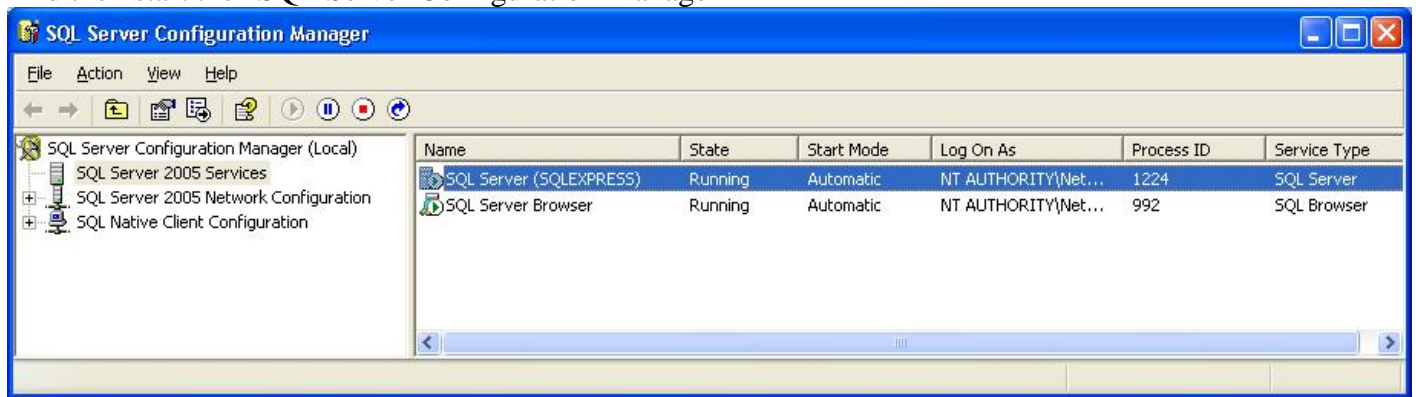 SQL Server Configuration Manager
File Action View Help
SQL Server Configuration Manager (Local)
SQL Server 2005 Services
SQL Server 2005 Network Configuration
SQL Native Client Configuration
Name State Start Mode Log On As Process ID Service Type
SQL Server (SQLEXPRESS) Running Automatic NT AUTHORITY\Net... 1224 SQL Server
SQL Server Browser Running Automatic NT AUTHORITY\Net... 992 SQL Browser